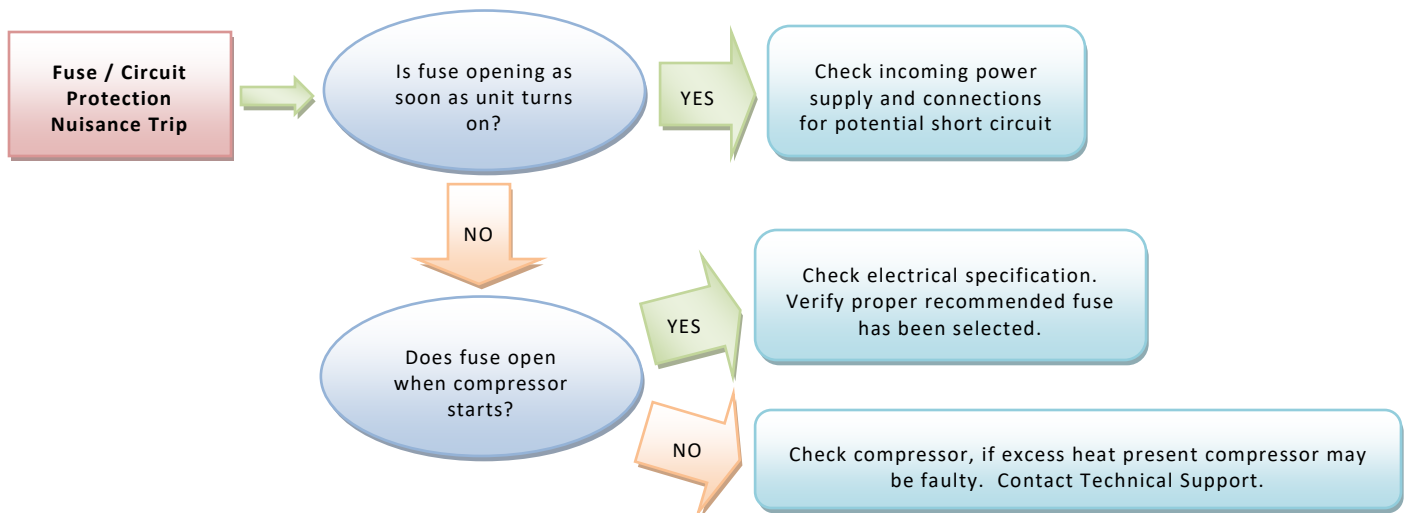 Fuse / Circuit
Protection
Nuisance Trip
Is fuse opening as
soon as unit turns
on?
YES
Check incoming power
supply and connections
for potential short circuit
NO
Does fuse open
when compressor
starts?
YES
Check electrical specification.
Verify proper recommended fuse
has been selected.
NO
Check compressor, if excess heat present compressor may
be faulty.  Contact Technical Support.